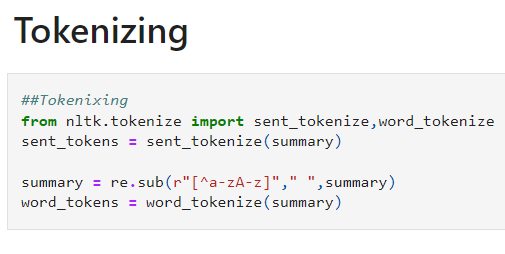 Tokenizing
##Tokenixing
from nltk.tokenize import sent_tokenize,word_tokenize
sent_tokens = sent_tokenize(summary)
summary = re.sub(r"[^a-zA-z]"," ",summary)
word_tokens = word_tokenize(summary)